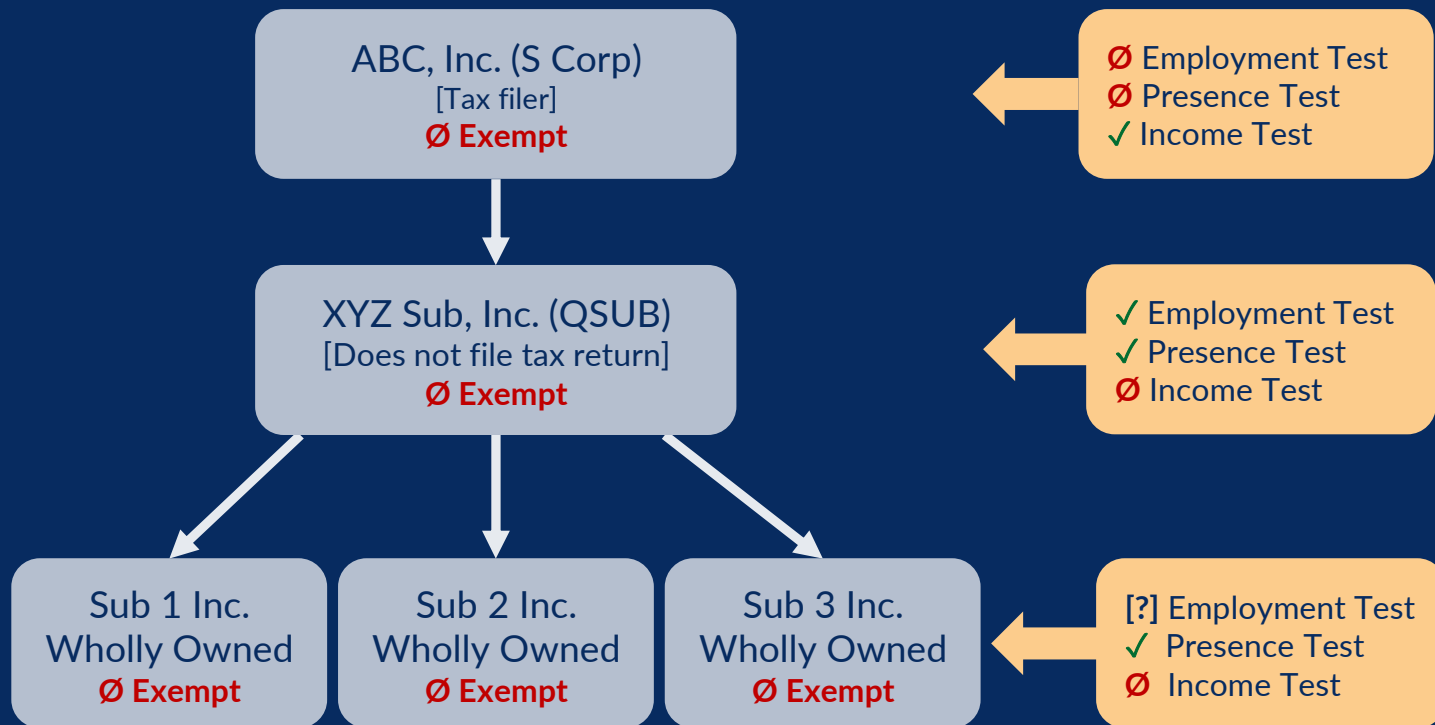 ABC, Inc. (S Corp)
[Tax filer]
Ø Exempt
Ø Employment Test
Ø Presence Test
✓ Income Test
XYZ Sub, Inc. (QSUB)
[Does not file tax return]
Ø Exempt
✓ Employment Test
✓ Presence Test
Ø Income Test
Sub 1 Inc.
Wholly Owned
Ø Exempt
Sub 2 Inc.
Wholly Owned
Ø Exempt
Sub 3 Inc.
Wholly Owned
Ø Exempt
[?] Employment Test
✓ Presence Test
Ø Income Test